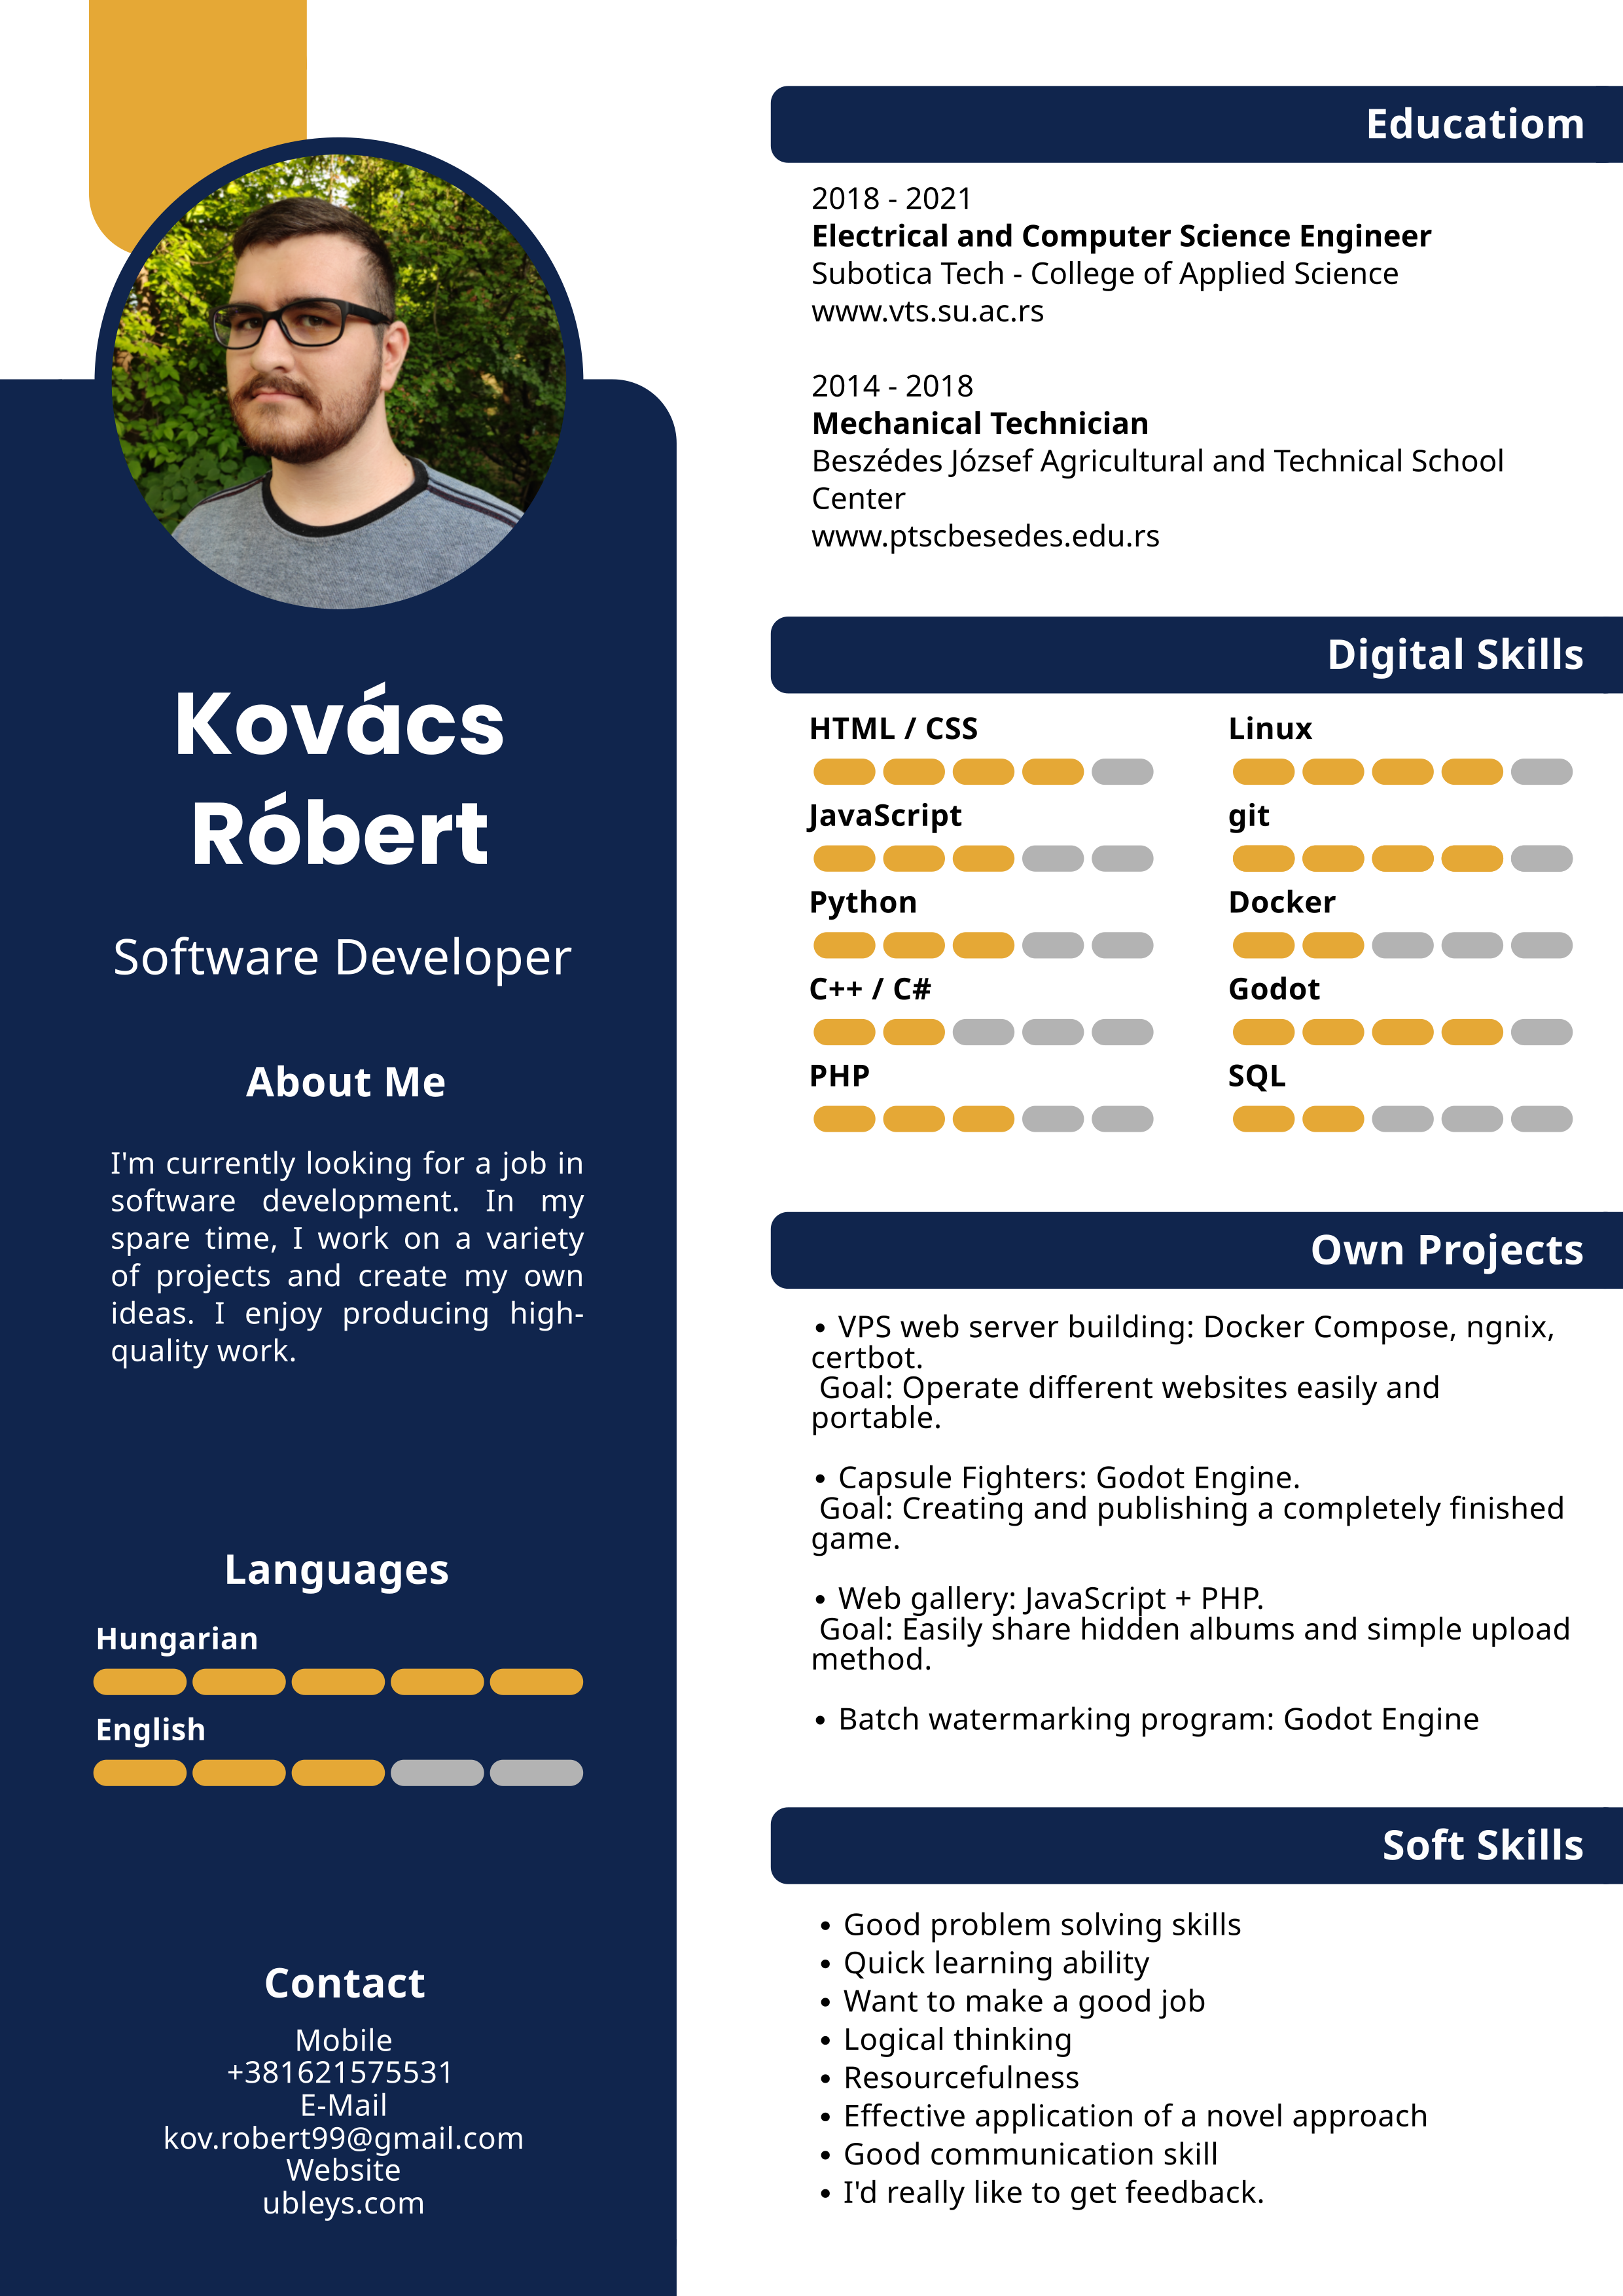 Kovács
Róbert
Software Developer
About Me
I'm currently looking for a job in
software development. In my
spare time, I work on a variety
of projects and create my own
ideas. I enjoy producing high-
quality work.
Languages
Hungarian
English
Contact
Mobile
+381621575531
E-Mail
kov.robert99@gmail.com
Website
ubleys.com
Educatiom
2018 - 2021
Electrical and Computer Science Engineer
Subotica Tech - College of Applied Science
www.vts.su.ac.rs
2014 - 2018
Mechanical Technician
Beszédes József Agricultural and Technical School
Center
www.ptscbesedes.edu.rs
Digital Skills
HTML / CSS
JavaScript
Python
C++ / C#
PHP
Linux
git
Docker
Godot
SQL
Own Projects
• VPS web server building: Docker Compose, ngnix,
certbot.
Goal: Operate different websites easily and
portable.
• Capsule Fighters: Godot Engine.
Goal: Creating and publishing a completely finished
game.
• Web gallery: JavaScript + PHP.
Goal: Easily share hidden albums and simple upload
method.
• Batch watermarking program: Godot Engine
Soft Skills
• Good problem solving skills
• Quick learning ability
• Want to make a good job
• Logical thinking
• Resourcefulness
• Effective application of a novel approach
• Good communication skill
• I'd really like to get feedback.